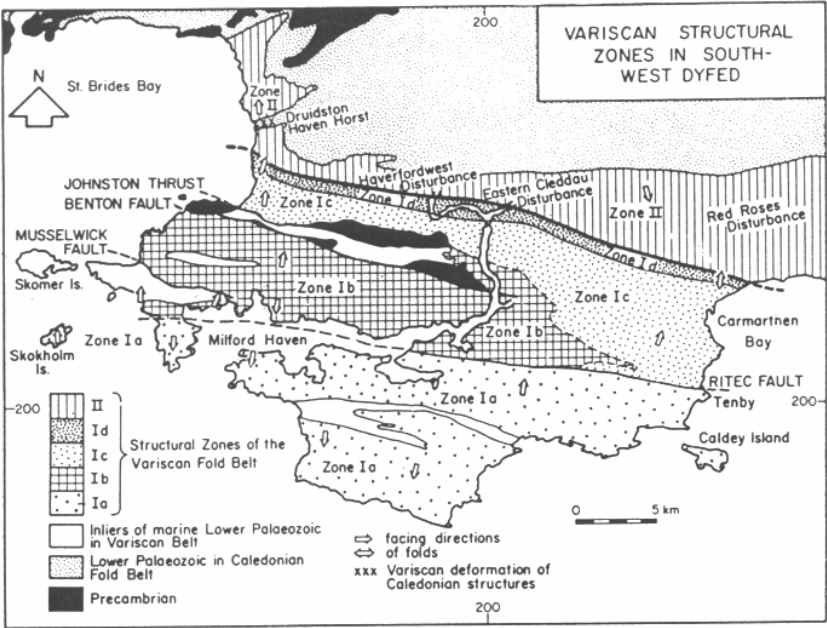 200
VARISCAN STRUCTURAL
ZONES IN SOUTH-
WEST DYFED
N
St. Brides Bay
Zone
II
Druidston
Haven Horst
JOHNSTON THRUST
BENTON FAULT
Haverfordwest
Disturbance
Zone Id
Eastern Cleddau
Disturbance
Zone Ic
Zone II
Red Roses
Disturbance
MUSSELWICK
FAULT
Skomer Is.
Zone Ib
Zone Id
Zone Ic
Skokholm
Is.
Zone Ia
Milford Haven
Zone Ib
Carmartnen
Bay
RITEC FAULT
200
Zone Ia
Tenby
200
Caldey Island
Zone Ia
II
Id
Ic
Ib
Ia
Structural Zones of the
Variscan Fold Belt
Inliers of marine Lower Palaeozoic
in Variscan Belt
Lower Palaeozoic in Caledonian
Fold Belt
Precambrian
facing directions
of folds
xxx Variscan deformation of
Caledonian structures
0 5 km
200